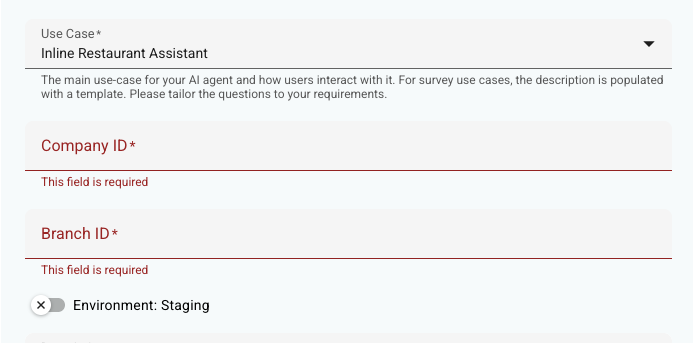 Use Case*
Inline Restaurant Assistant
The main use-case for your AI agent and how users interact with it. For survey use cases, the description is populated
with a template. Please tailor the questions to your requirements.
Company ID*
This field is required
Branch ID*
This field is required
Environment: Staging